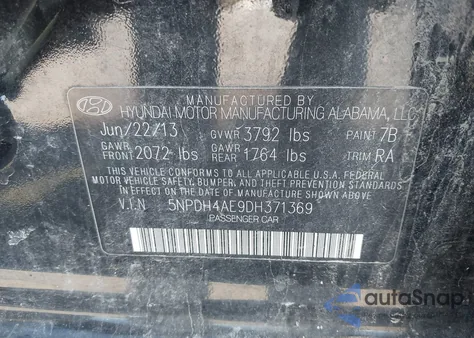 MANUFACTURED BY
HYUNDAI MOTOR MANUFACTURING ALABAMA, LLC
Jun/22/13 GVWR 3792 lbs PAINT 7B
GAWR FRONT 2072 lbs GAWR REAR 1764 lbs TRIM RA
THIS VEHICLE CONFORMS TO ALL APPLICABLE U.S.A FEDERAL
MOTOR VEHICLE SAFETY, BUMPER, AND THEFT PREVENTION STANDARDS
IN EFFECT ON THE DATE OF MANUFACTURE SHOWN ABOVE.
V.I.N 5NPDH4AE9DH371369
PASSENGER CAR
autoSnap